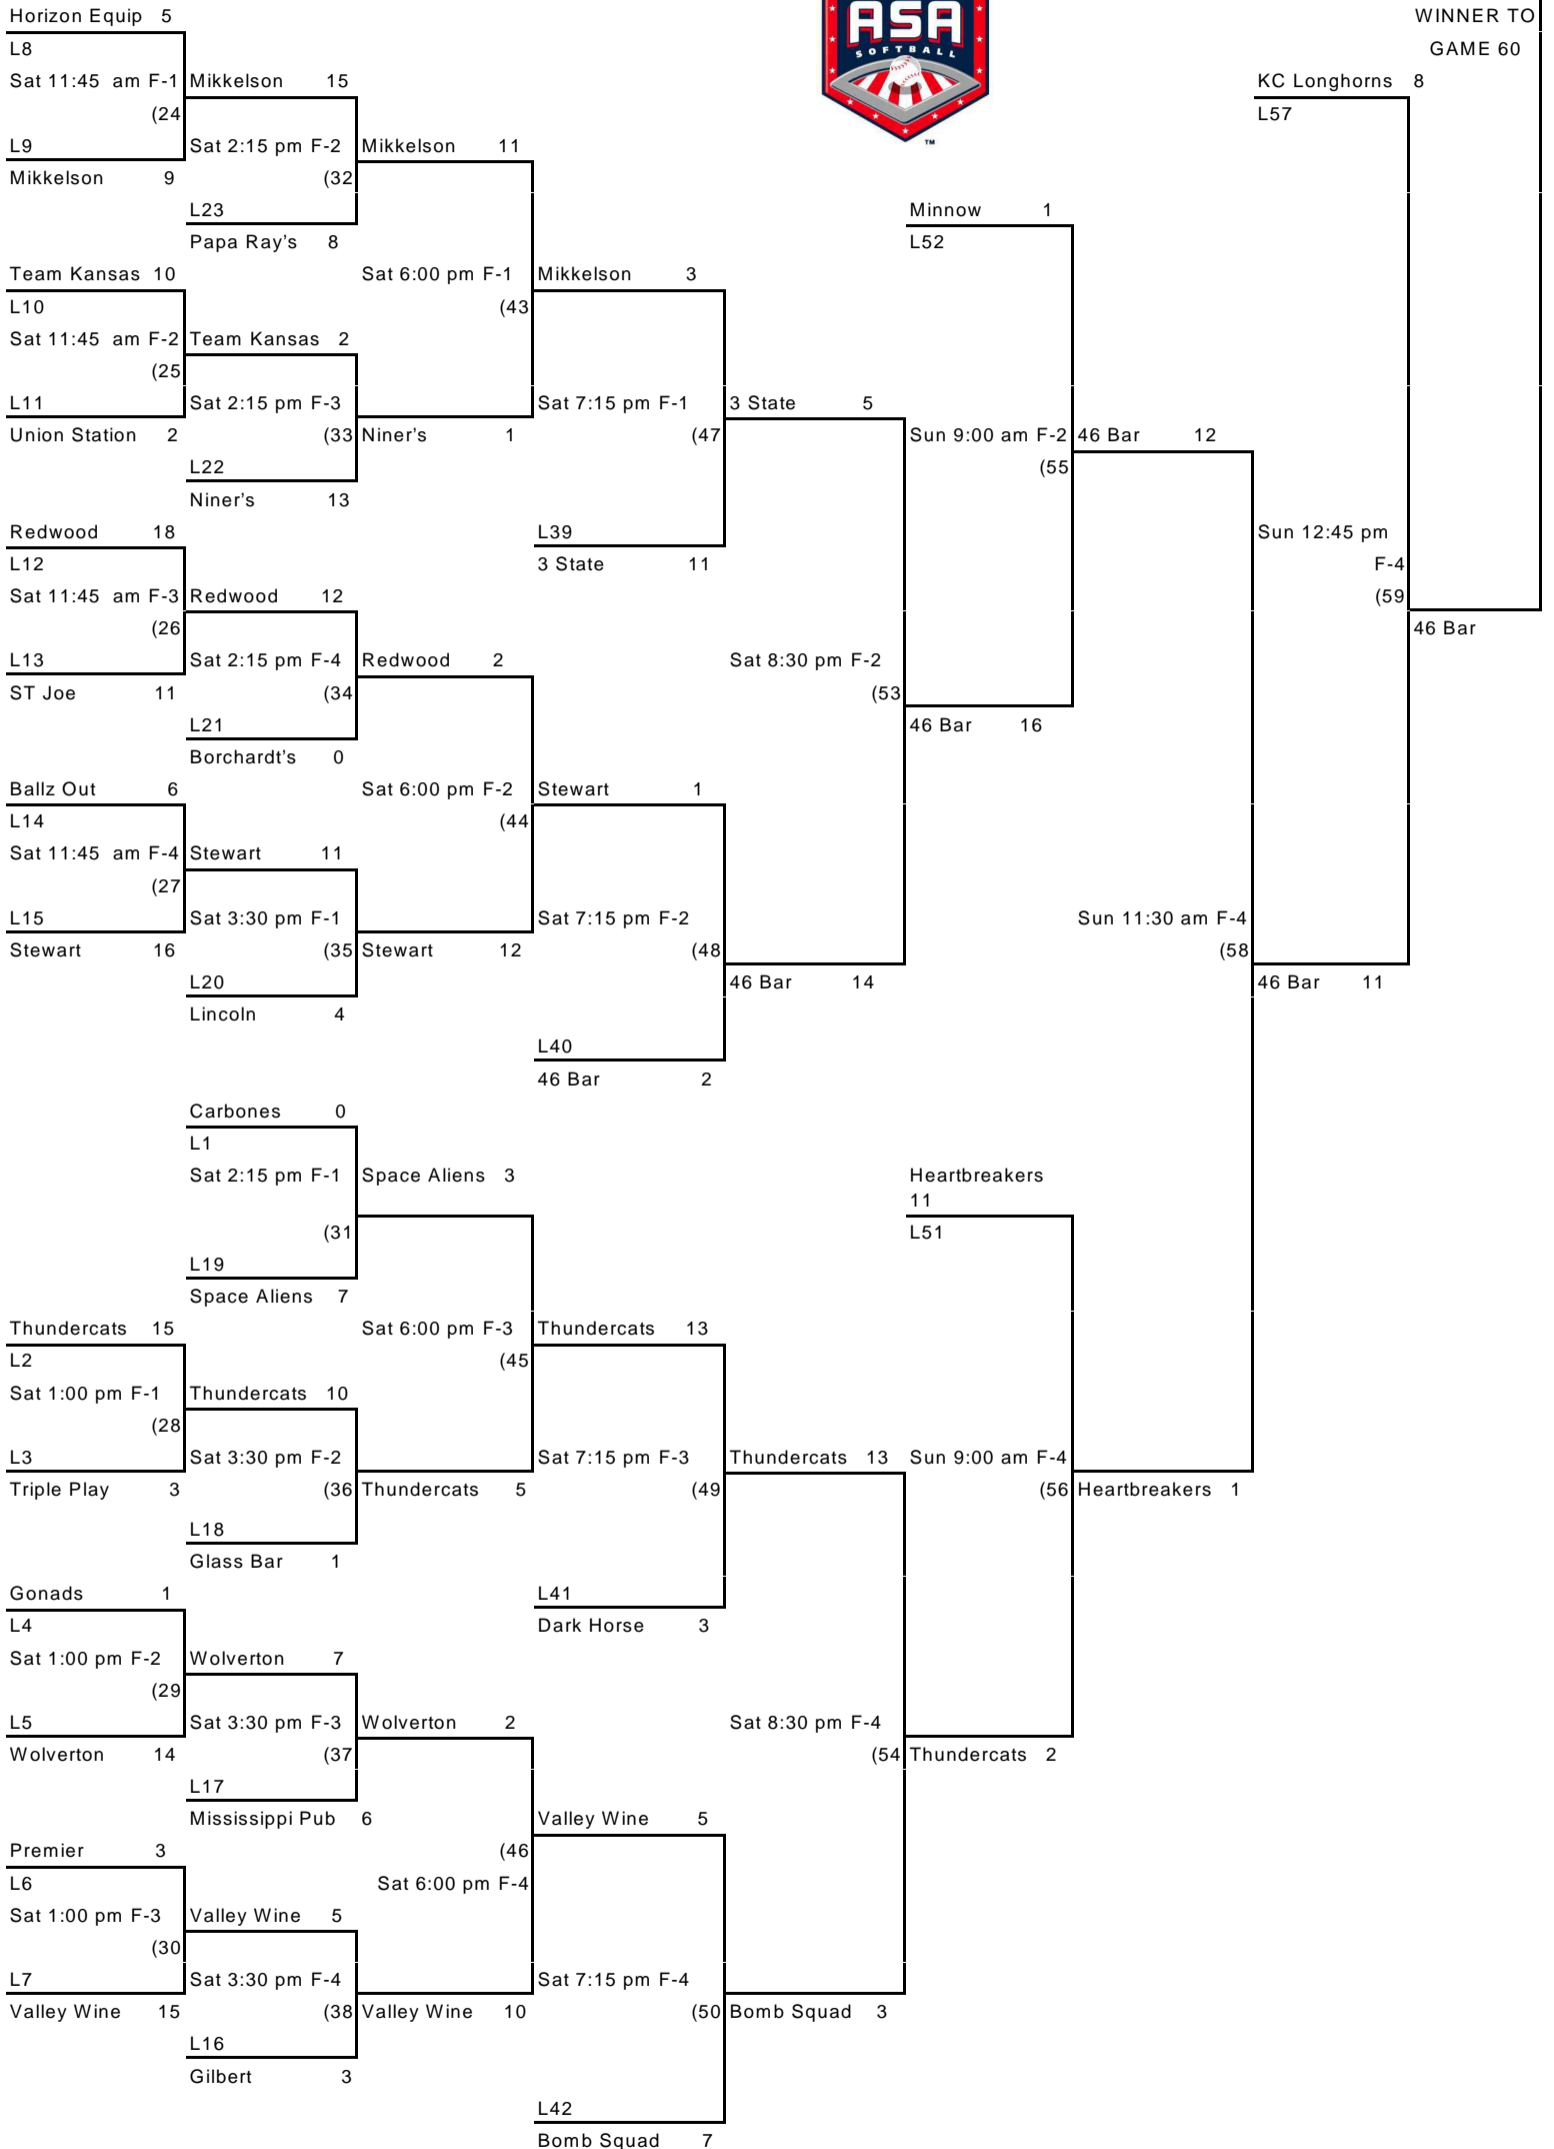 Horizon Equip 5
L8
Sat 11:45 am F-1
(24
L9
Mikkelson 9
Team Kansas 10
L10
Sat 11:45 am F-2
(25
L11
Union Station 2
Redwood 18
L12
Sat 11:45 am F-3
(26
L13
ST Joe 11
Ballz Out 6
L14
Sat 11:45 am F-4
(27
L15
Stewart 16
Thundercats 15
L2
Sat 1:00 pm F-1
(28
L3
Triple Play 3
Gonads 1
L4
Sat 1:00 pm F-2
(29
L5
Wolverton 14
Premier 3
L6
Sat 1:00 pm F-3
(30
L7
Valley Wine 15
Mikkelson 15
Sat 2:15 pm F-2
(32
L23
Papa Ray's 8
Team Kansas 2
Sat 2:15 pm F-3
(33
L22
Niner's 13
Redwood 12
Sat 2:15 pm F-4
(34
L21
Borchardt's 0
Stewart 11
Sat 3:30 pm F-1
(35
L20
Lincoln 4
Carbones 0
L1
Sat 2:15 pm F-1
(31
L19
Space Aliens 7
Thundercats 10
Sat 3:30 pm F-2
(36
L18
Glass Bar 1
Wolverton 7
Sat 3:30 pm F-3
(37
L17
Mississippi Pub 6
Valley Wine 5
Sat 3:30 pm F-4
(38
L16
Gilbert 3
Mikkelson 11
Sat 6:00 pm F-1
(43
Niner's 1
Redwood 2
Sat 6:00 pm F-2
(44
Stewart 12
Space Aliens 3
Sat 6:00 pm F-3
(45
Thundercats 5
Wolverton 2
(46
Sat 6:00 pm F-4
Valley Wine 10
Mikkelson 3
Sat 7:15 pm F-1
(47
L39
3 State 11
Stewart 1
Sat 7:15 pm F-2
(48
L40
46 Bar 2
Thundercats 13
Sat 7:15 pm F-3
(49
L41
Dark Horse 3
Valley Wine 5
Sat 7:15 pm F-4
(50
L42
Bomb Squad 7
ASA
SOFTBALL
TM
3 State 5
Sat 8:30 pm F-2
(53
46 Bar 14
Thundercats 13
Sat 8:30 pm F-4
(54
Bomb Squad 3
Minnow 1
L52
Sun 9:00 am F-2
(55
46 Bar 16
Heartbreakers
11
L51
Sun 9:00 am F-4
(56
Thundercats 2
46 Bar 12
Sun 11:30 am F-4
(58
Heartbreakers 1
KC Longhorns 8
L57
Sun 12:45 pm
F-4
(59
46 Bar 11
WINNER TO
GAME 60
46 Bar